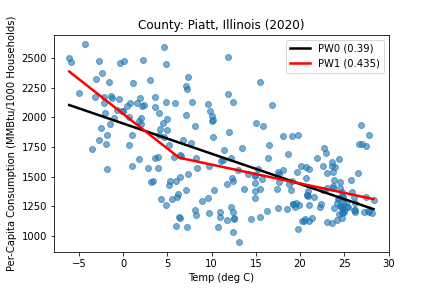 County: Piatt, Illinois (2020)
PW0 (0.39)
PW1 (0.435)
Per-Capita Consumption (MMBtu/1000 Households)
2500
2250
2000
1750
1500
1250
1000
−5 0 5 10 15 20 25 30
Temp (deg C)